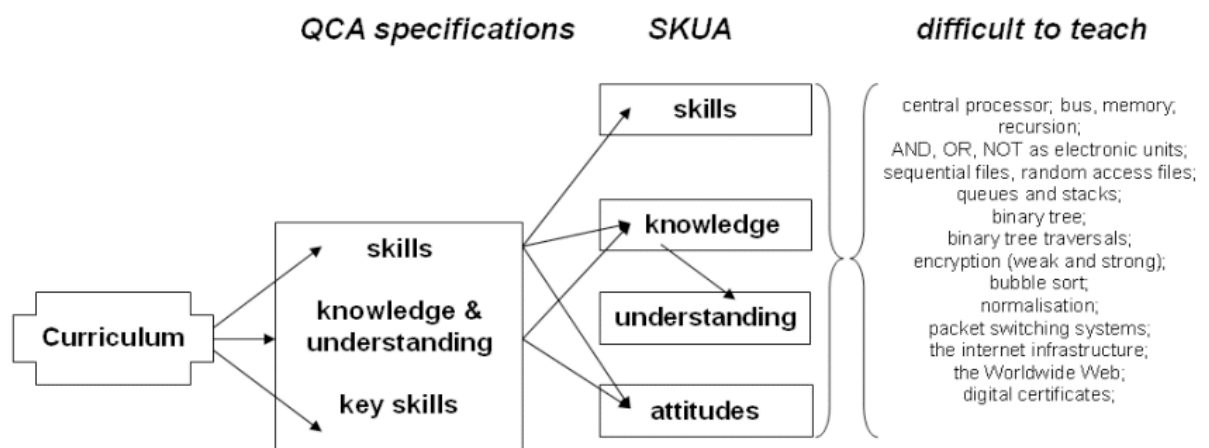 QCA specifications
SKUA
difficult to teach
Curriculum
skills
knowledge &
understanding
key skills
skills
knowledge
understanding
attitudes
central processor; bus, memory;
recursion;
AND, OR, NOT as electronic units;
sequential files, random access files;
queues and stacks;
binary tree;
binary tree traversals;
encryption (weak and strong);
bubble sort;
normalisation;
packet switching systems;
the internet infrastructure;
the Worldwide Web;
digital certificates;